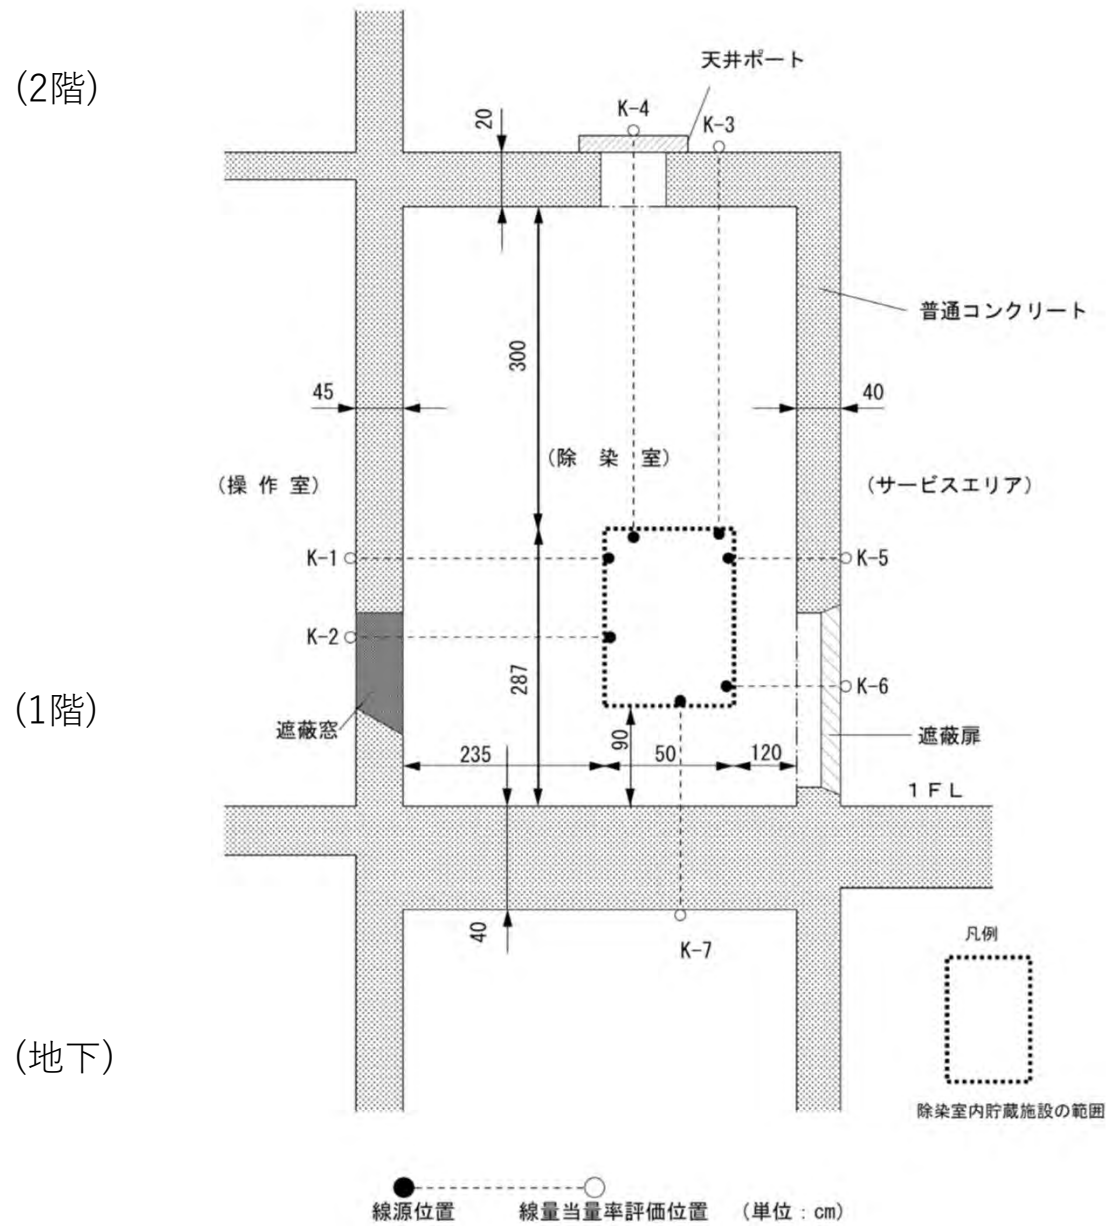 (2階)
天井ポート
K-4
K-3
20
普通コンクリート
300
45
40
(除 染 室)
(操 作 室)
(サービスエリア)
K-1
K-5
K-2
287
K-6
(1階)
遮蔽窓
90
遮蔽扉
235
50
120
1FL
40
K-7
凡例
(地下)
除染室内貯蔵施設の範囲
線源位置
線量当量率評価位置
(単位:cm)